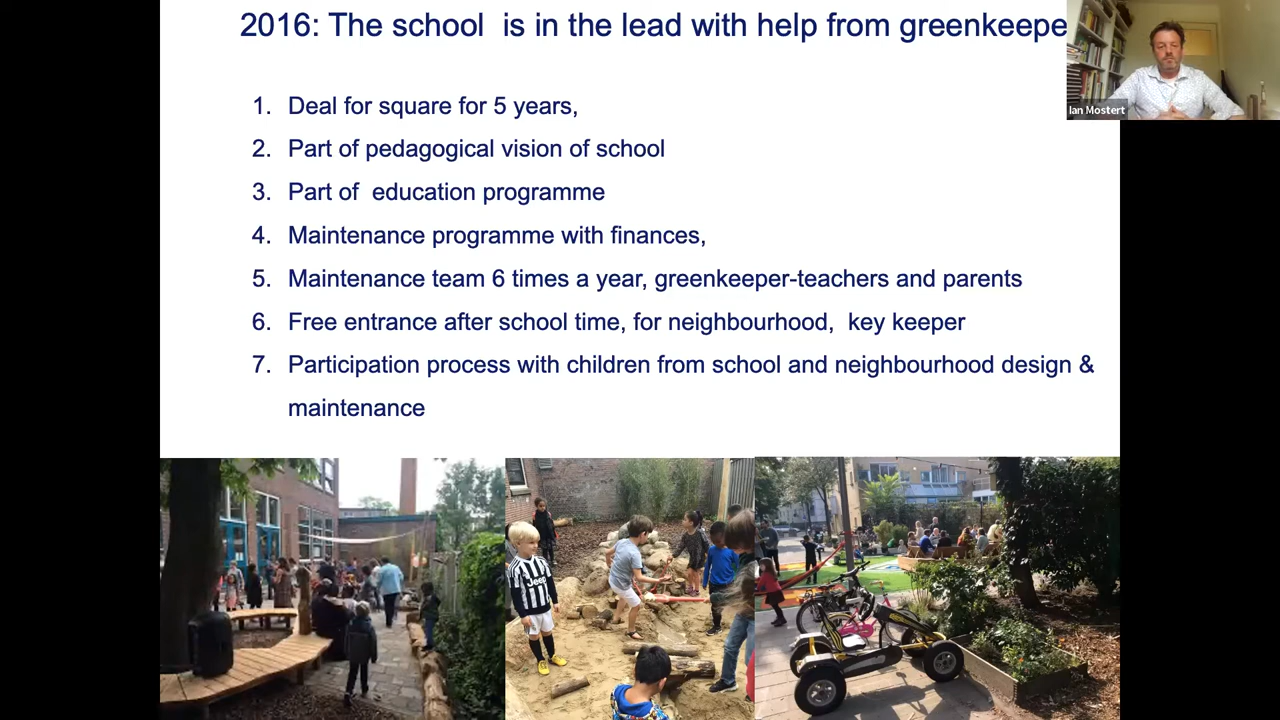 2016: The school is in the lead with help from greenkeepe
Ian Mostert
1. Deal for square for 5 years,
2. Part of pedagogical vision of school
3. Part of education programme
4. Maintenance programme with finances,
5. Maintenance team 6 times a year, greenkeeper-teachers and parents
6. Free entrance after school time, for neighbourhood, key keeper
7. Participation process with children from school and neighbourhood design &
maintenance
Jeep